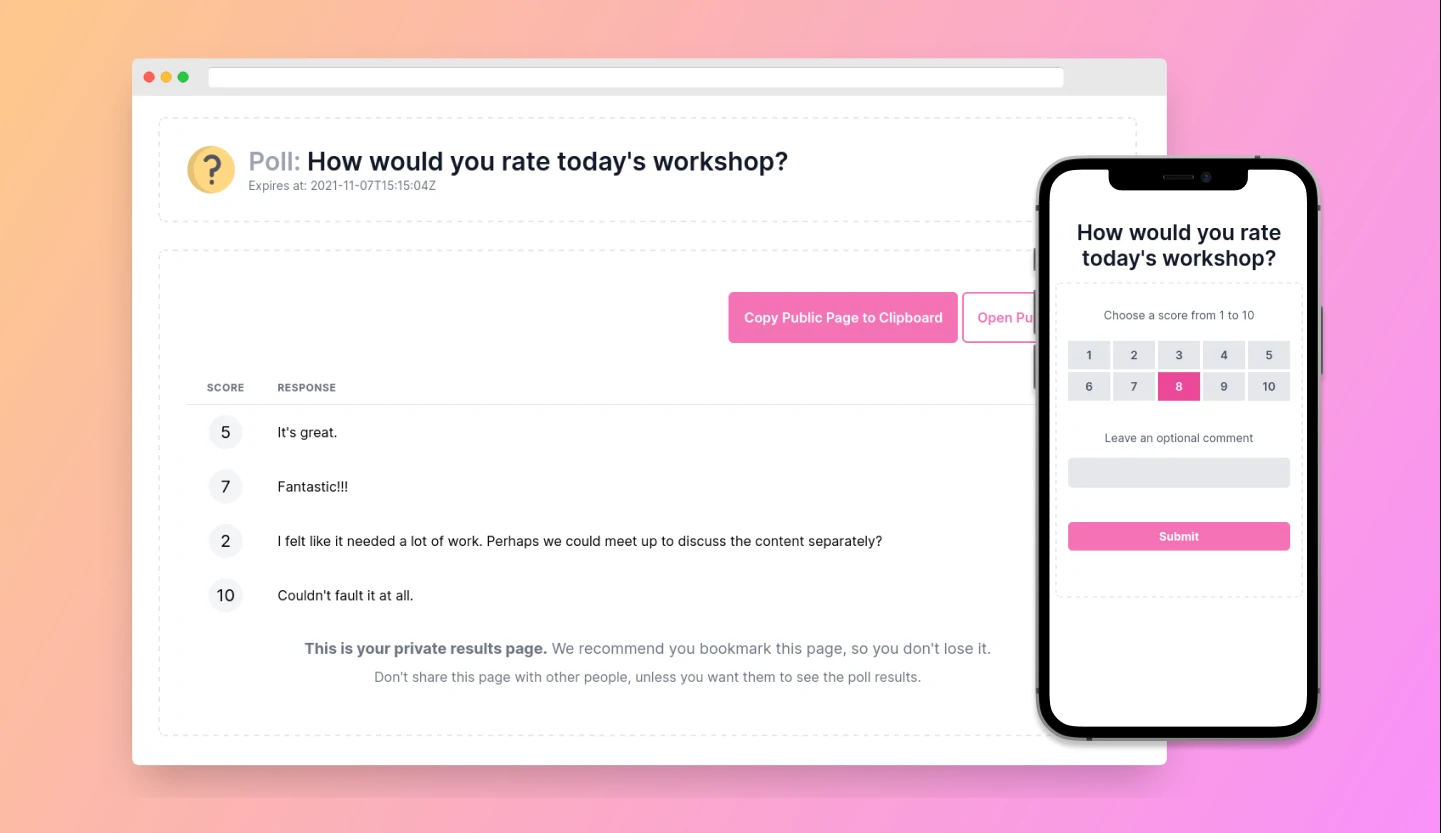 ?
Poll: How would you rate today's workshop?
Expires at: 2021-11-07T15:15:04Z
Copy Public Page to Clipboard
Open Pu
SCORE RESPONSE
5 It's great.
7 Fantastic!!!
2 I felt like it needed a lot of work. Perhaps we could meet up to discuss the content separately?
10 Couldn't fault it at all.
This is your private results page. We recommend you bookmark this page, so you don't lose it.
Don't share this page with other people, unless you want them to see the poll results.
How would you rate
today's workshop?
Choose a score from 1 to 10
1 2 3 4 5
6 7 8 9 10
Leave an optional comment
Submit